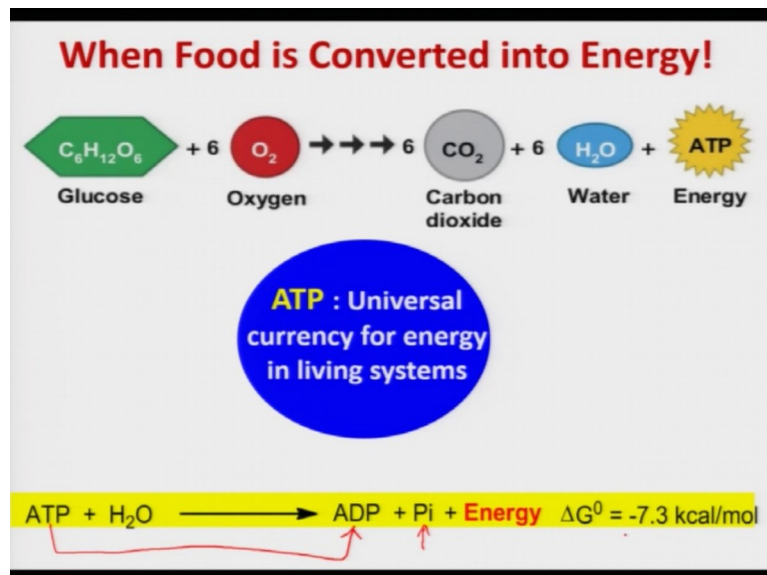 When Food is Converted into Energy!
C₆H₁₂O₆ + 6 O₂ → → → 6 CO₂ + 6 H₂O + ATP
Glucose Oxygen Carbon dioxide Water Energy
ATP : Universal
currency for energy
in living systems
ATP + H₂O → ADP + Pi + Energy ΔG⁰ = -7.3 kcal/mol